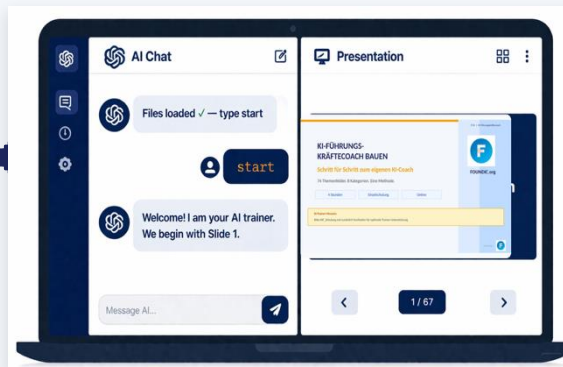 AI Chat
Files loaded ✓ — type start
start
Welcome! I am your AI trainer.
We begin with Slide 1.
Message AI...
Presentation
KI-FÜHRUNGS-
KRÄFTECOACH BAUEN
Schritt für Schritt zum eigenen KI-Coach
FOUNDIC.org
1 / 67